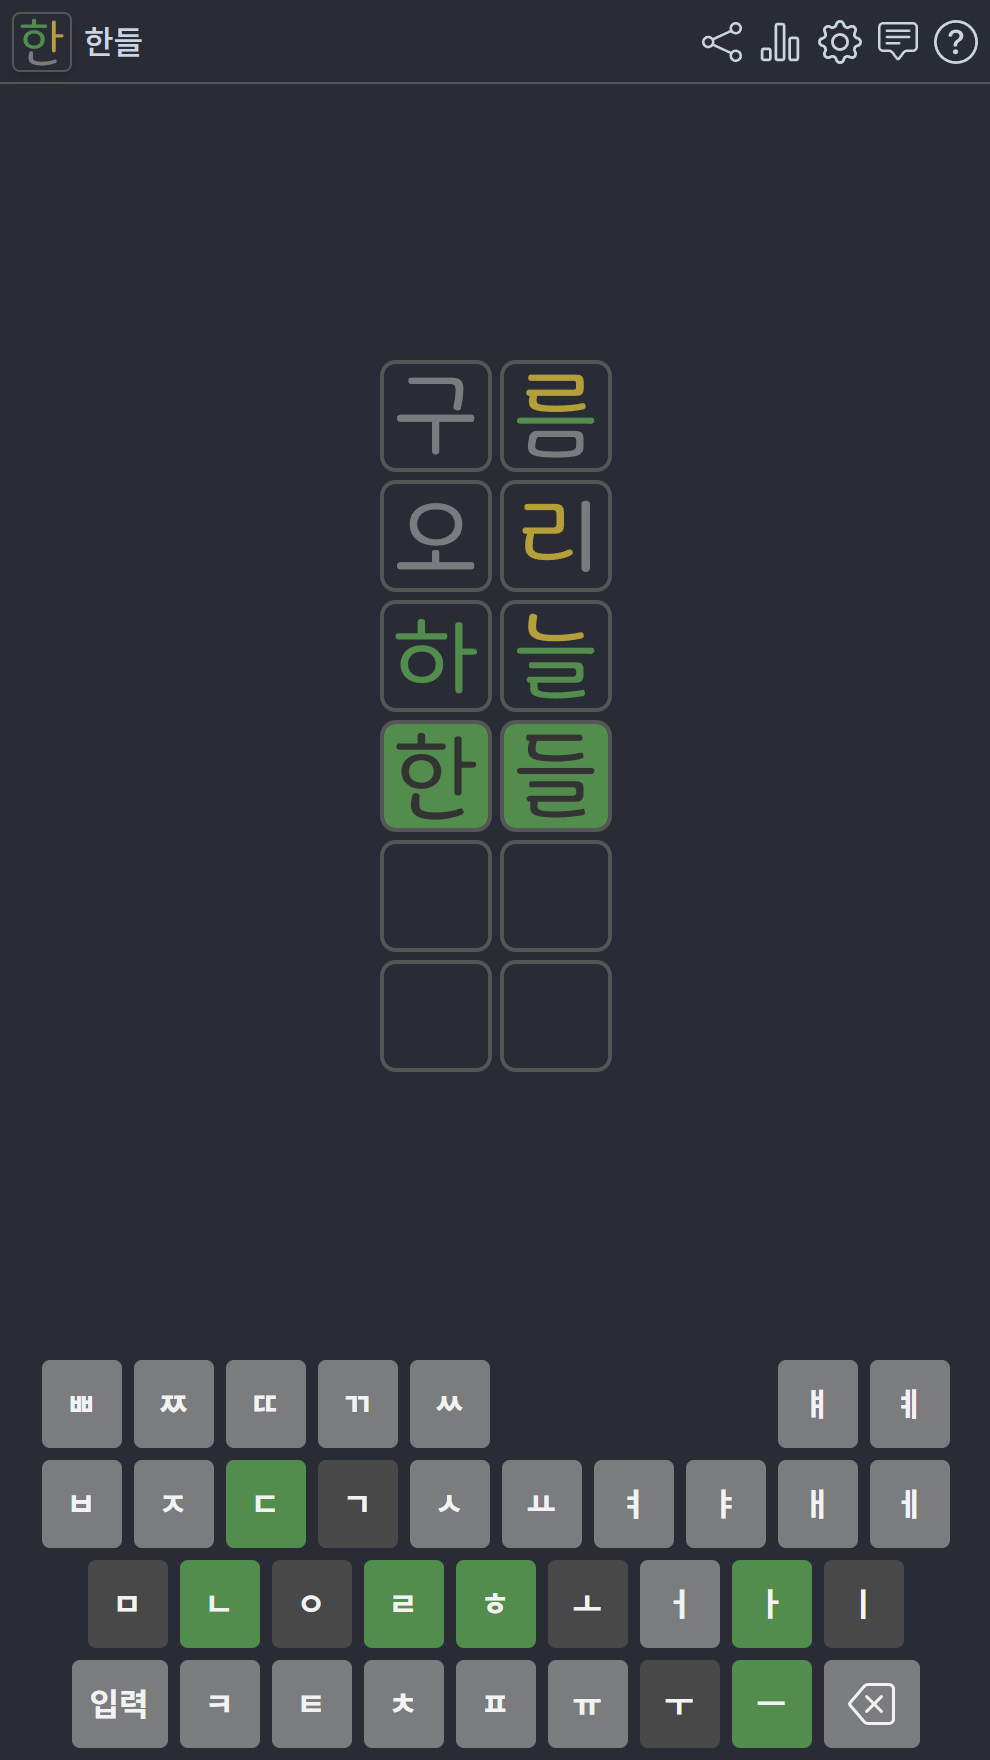 한 한들 ?
구름
오리
하늘
한들
ㅃ ㅉ ㄸ ㄲ ㅆ ㅒ ㅖ
ㅂ ㅈ ㄷ ㄱ ㅅ ㅛ ㅕ ㅑ ㅐ ㅔ
ㅁ ㄴ ㅇ ㄹ ㅎ ㅗ ㅓ ㅏ ㅣ
입력 ㅋ ㅌ ㅊ ㅍ ㅠ ㅜ ㅡ